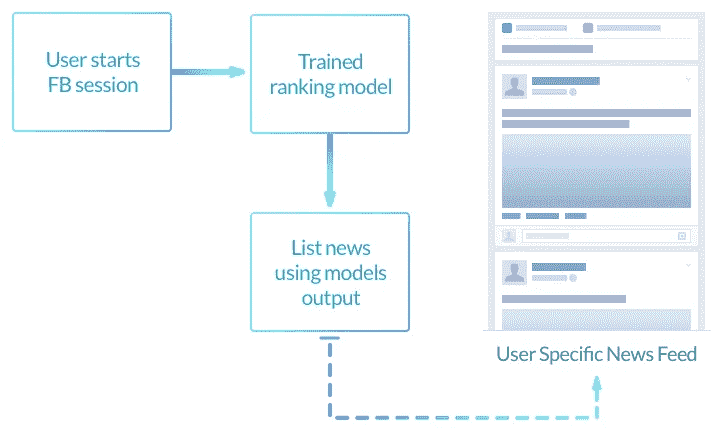 User starts
FB session
Trained
ranking model
List news
using models
output
User Specific News Feed